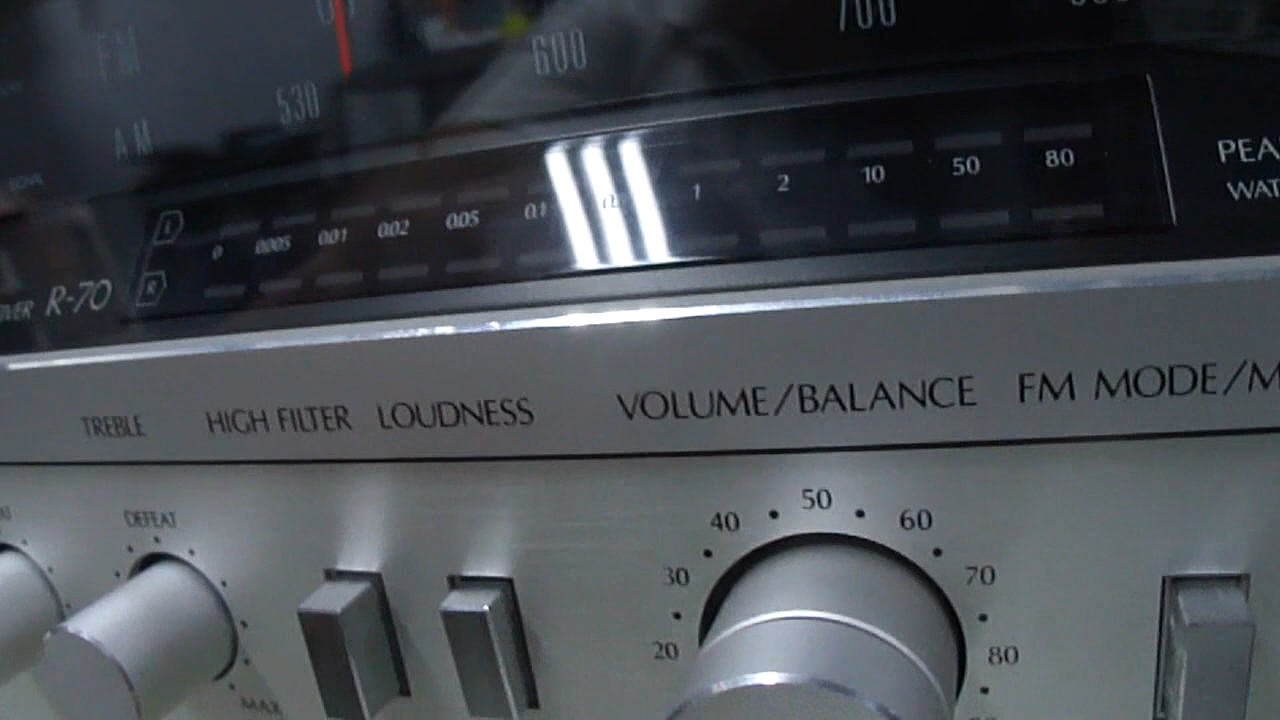 FM
600
700
530
AM
PEA
WAT
L
0 0.005 0.01 0.02 0.05 0.1 1 2 10 50 80
R
R-70
TREBLE HIGH FILTER LOUDNESS VOLUME/BALANCE FM MODE/M
DEFEAT
MAX
20 30 40 50 60 70 80